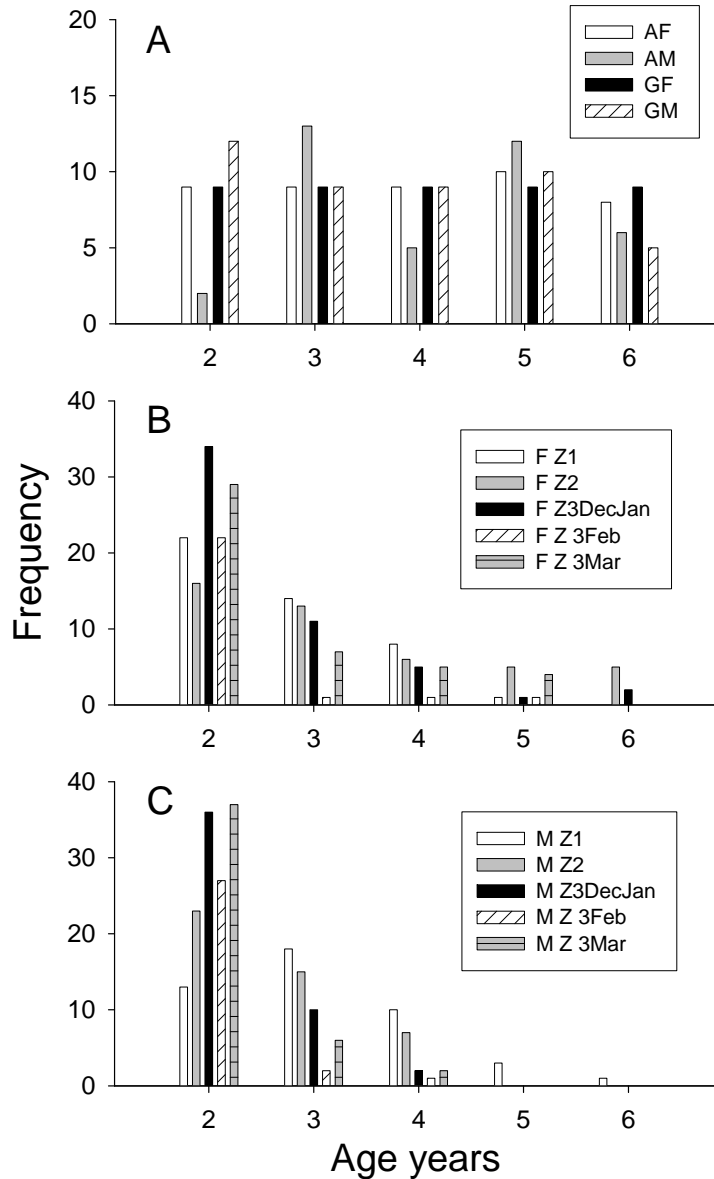 A
20
15
10
5
0
AF
AM
GF
GM
2 3 4 5 6
B
40
30
20
10
0
F Z1
F Z2
F Z3DecJan
F Z 3Feb
F Z 3Mar
2 3 4 5 6
Frequency
C
40
30
20
10
0
M Z1
M Z2
M Z3DecJan
M Z 3Feb
M Z 3Mar
2 3 4 5 6
Age years